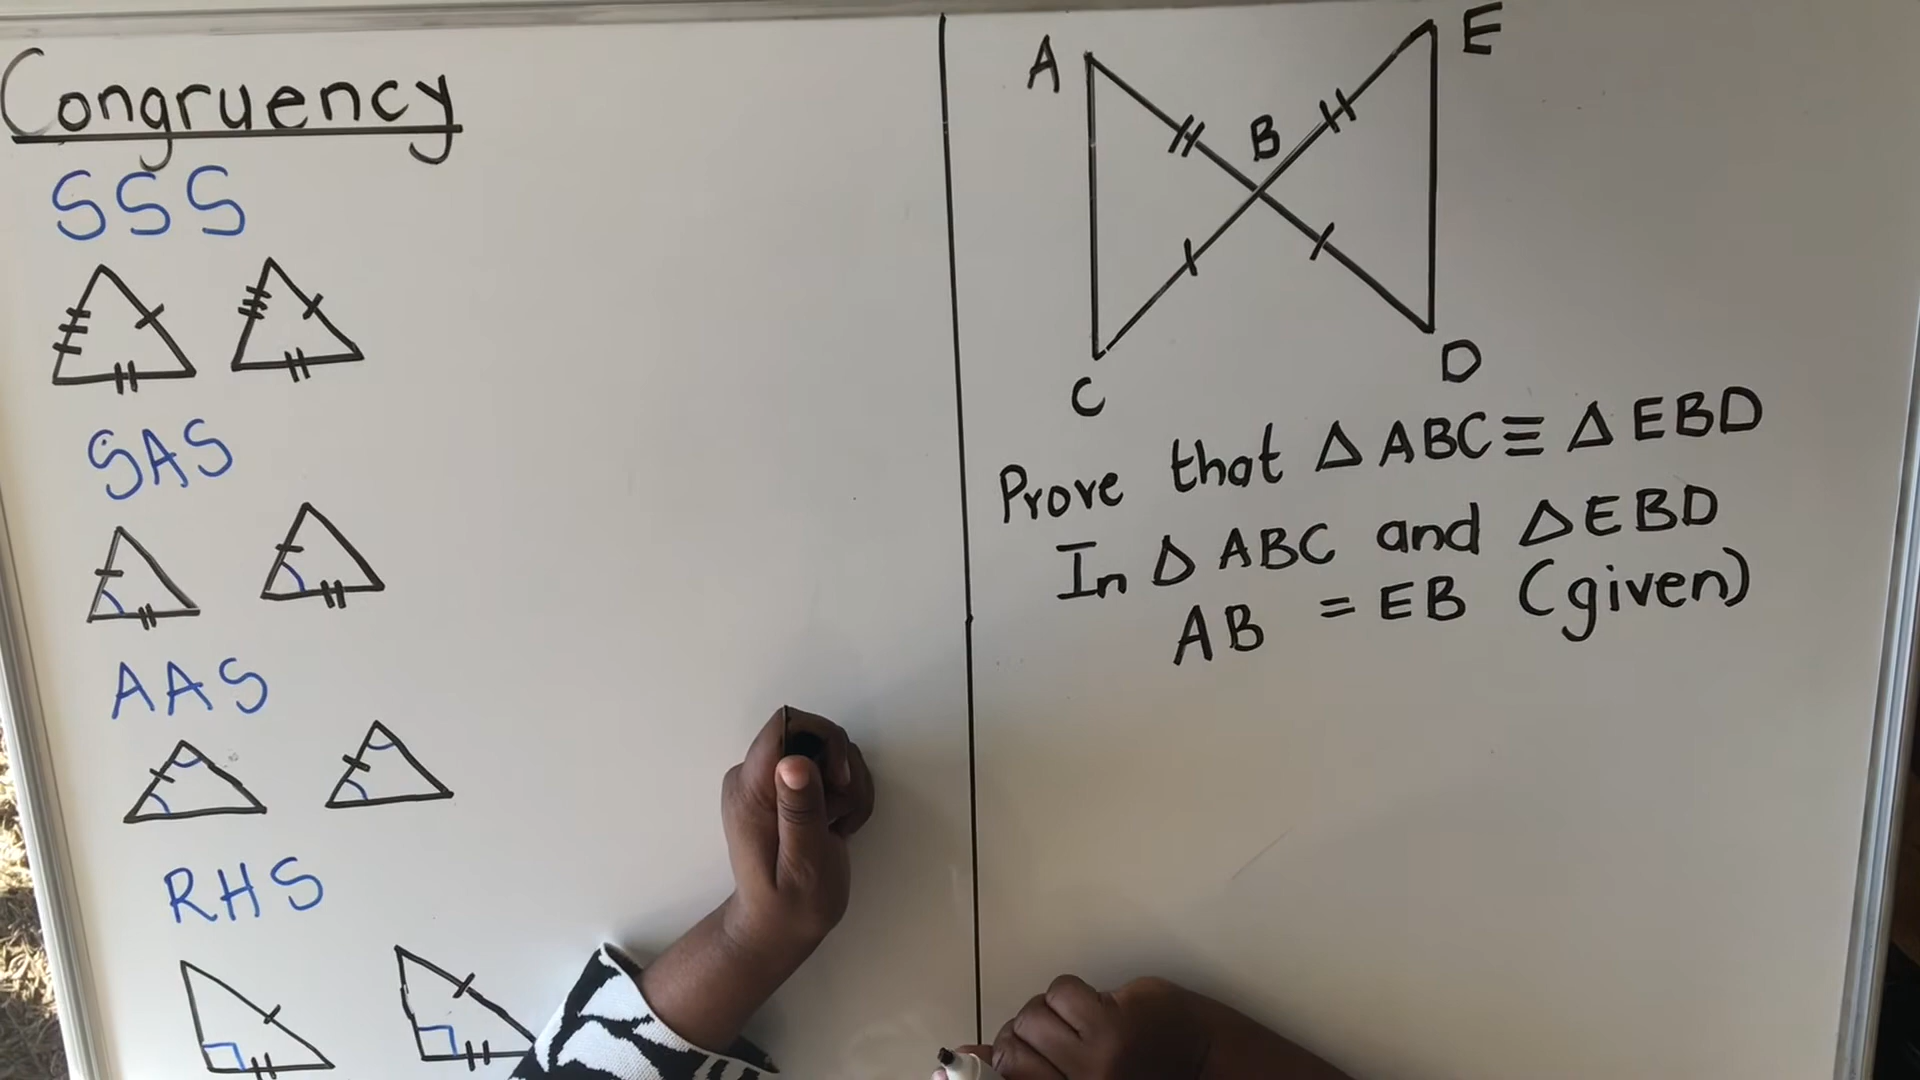 Congruency
SSS
SAS
AAS
RHS
A
E
B
C
D
Prove that △ ABC ≡ △ EBD
In △ ABC and △ EBD
AB = EB (given)